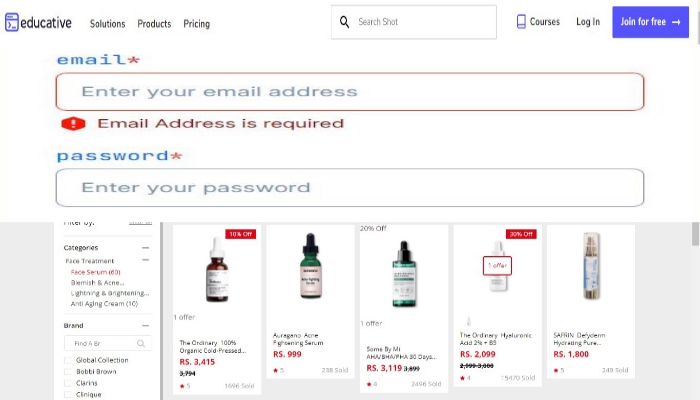 educative
Solutions
Products
Pricing
Search Shot
Courses
Log In
Join for free →
email*
Enter your email address
Email Address is required
password*
Enter your password
Filter by:
Categories
Face Treatment
Face Serum (60)
Blemish & Acne...
Lightning & Brightening...
Anti Aging Cream (10)
Brand
Find A Br
Global Collection
Bobbi Brown
Clarins
Clinique
10% Off
1 offer
The Ordinary 100%
Organic Cold-Pressed...
RS. 3,415
3,794
5
1696 Sold
Auragano Acne
Fighting Serum
RS. 999
5
238 Sold
20% Off
1 offer
Some By Mi
AHA/BHA/PHA 30 Days...
RS. 3,119 3,899
4
2496 Sold
30% Off
1 offer
The Ordinary Hyaluronic
Acid 2% + B5
RS. 2,099
2,999-3,000
4
15470 Sold
SAFRIN Defyderm
Hydrating Pure...
RS. 1,800
5
249 Sold